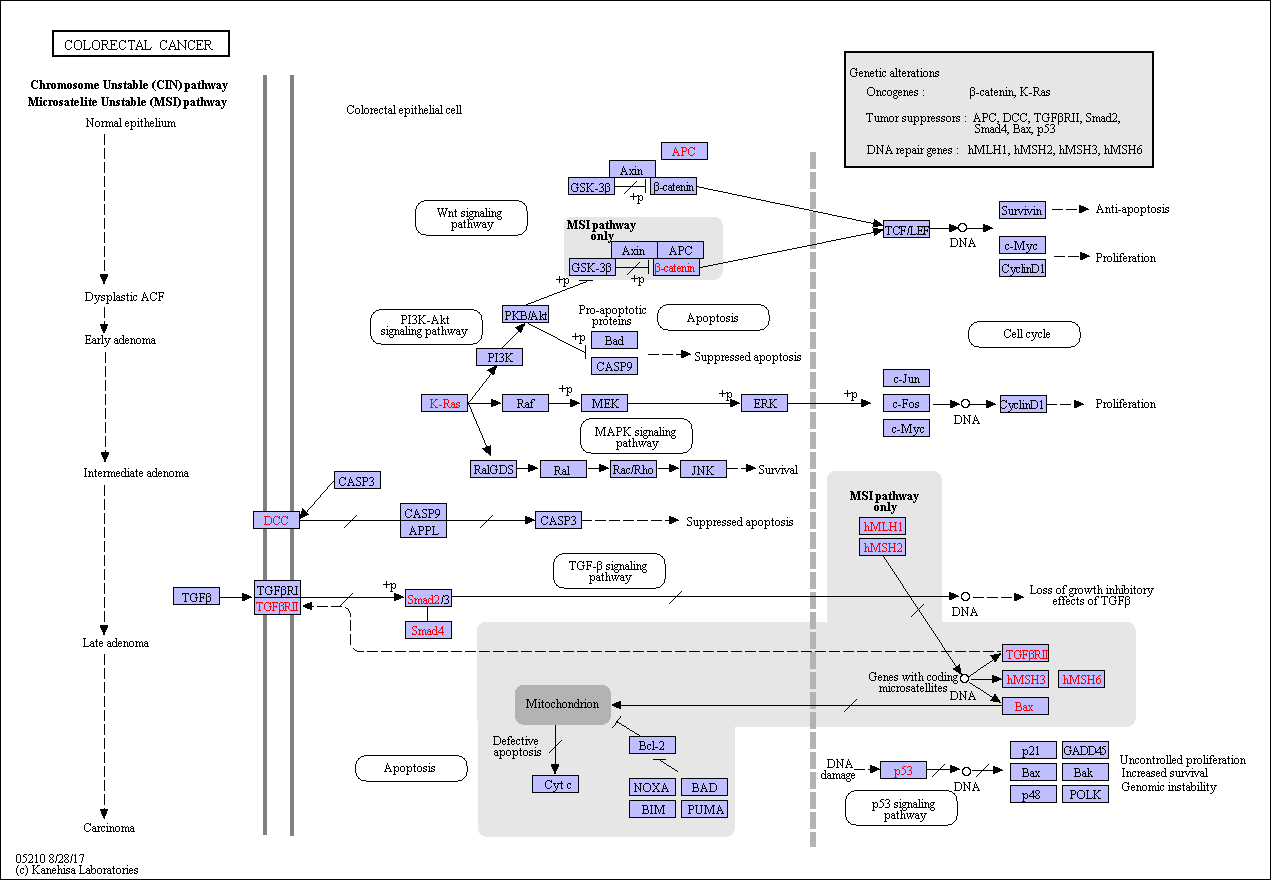 COLORECTAL CANCER
Chromosome Unstable (CIN) pathway
Microsatelite Unstable (MSI) pathway
Normal epithelium
Dysplastic ACF
Early adenoma
Intermediate adenoma
Late adenoma
Carcinoma
Colorectal epithelial cell
Genetic alterations
Oncogenes : β-catenin, K-Ras
Tumor suppressors : APC, DCC, TGFβRII, Smad2,
Smad4, Bax, p53
DNA repair genes : hMLH1, hMSH2, hMSH3, hMSH6
APC
Axin
GSK-3β
β-catenin
+p
Wnt signaling
pathway
MSI pathway
only
Axin
APC
GSK-3β
β-catenin
+p
+p
TCF/LEF
DNA
Survivin
Anti-apoptosis
c-Myc
CyclinD1
Proliferation
PI3K-Akt
signaling pathway
PKB/Akt
PI3K
+p
Pro-apoptotic
proteins
Bad
CASP9
Apoptosis
Suppressed apoptosis
Cell cycle
K-Ras
Raf
+p
MEK
+p
ERK
+p
c-Jun
c-Fos
c-Myc
DNA
CyclinD1
Proliferation
MAPK signaling
pathway
RalGDS
Ral
Rac/Rho
JNK
Survival
CASP3
DCC
CASP9
APPL
CASP3
Suppressed apoptosis
MSI pathway
only
hMLH1
hMSH2
TGF-β signaling
pathway
TGFβ
TGFβRI
TGFβRII
+p
Smad2/3
Smad4
DNA
Loss of growth inhibitory
effects of TGFβ
Genes with coding
microsatellites
DNA
TGFβRII
hMSH3
hMSH6
Bax
Mitochondrion
Defective
apoptosis
Cyt c
Bcl-2
NOXA
BAD
BIM
PUMA
Apoptosis
DNA
damage
p53
DNA
p21
GADD45
Bax
Bak
p48
POLK
Uncontrolled proliferation
Increased survival
Genomic instability
p53 signaling
pathway
05210 8/28/17
(c) Kanehisa Laboratories